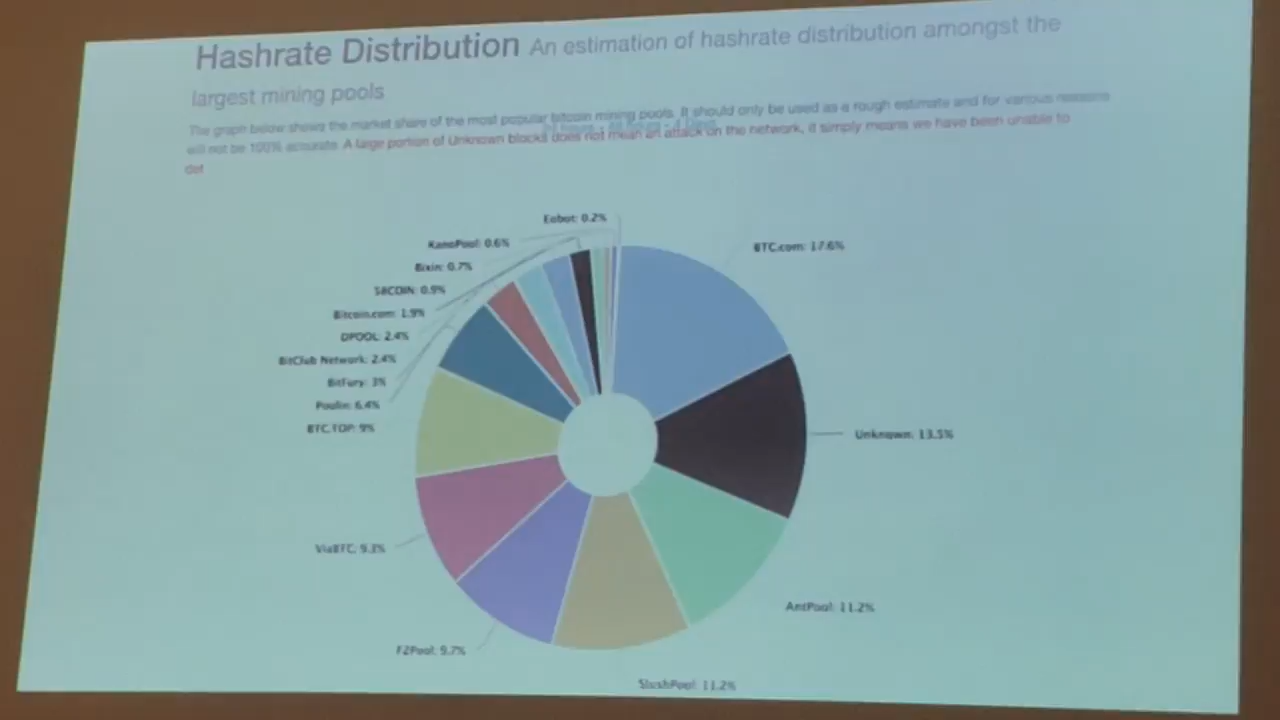 Hashrate Distribution An estimation of hashrate distribution amongst the
largest mining pools
The graph below shows the market share of the most popular bitcoin mining pools. It should only be used as a rough estimate and for various reasons
will not be 100% accurate. A large portion of Unknown blocks does not mean an attack on the network, it simply means we have been unable to
det
Eobot: 0.2%
KanoPool: 0.6%
BTC.com: 17.6%
Bixin: 0.7%
58COIN: 0.9%
Bitcoin.com: 1.9%
DPOOL: 2.4%
BitClub Network: 2.4%
BitFury: 3%
Poolin: 6.4%
BTC.TOP: 9%
Unknown: 13.5%
ViaBTC: 9.3%
AntPool: 11.2%
F2Pool: 9.7%
SlushPool: 11.2%